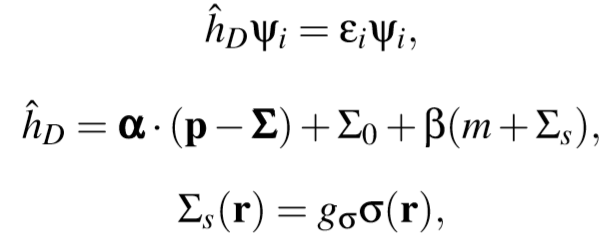 ĥ_D ψ_i = ε_i ψ_i,
ĥ_D = α · (p − Σ) + Σ_0 + β(m + Σ_s),
Σ_s(r) = g_σ σ(r),